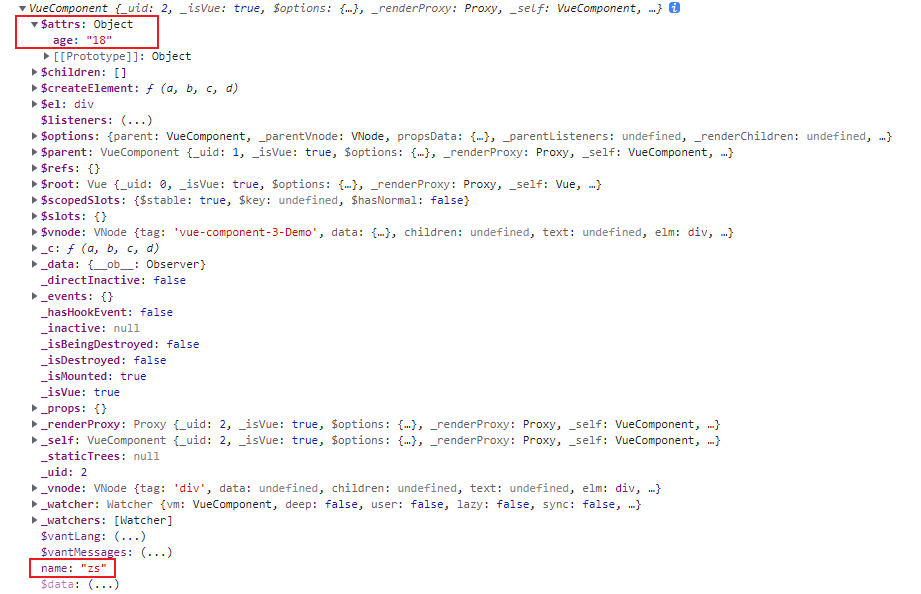 VueComponent {_uid: 2, _isVue: true, $options: {…}, _renderProxy: Proxy, _self: VueComponent, …} i
$attrs: Object
age: "18"
[[Prototype]]: Object
$children: []
$createElement: ƒ (a, b, c, d)
$el: div
$listeners: (...)
$options: {parent: VueComponent, _parentVnode: VNode, propsData: {…}, _parentListeners: undefined, _renderChildren: undefined, …}
$parent: VueComponent {_uid: 1, _isVue: true, $options: {…}, _renderProxy: Proxy, _self: VueComponent, …}
$refs: {}
$root: Vue {_uid: 0, _isVue: true, $options: {…}, _renderProxy: Proxy, _self: Vue, …}
$scopedSlots: {$stable: true, $key: undefined, $hasNormal: false}
$slots: {}
$vnode: VNode {tag: 'vue-component-3-Demo', data: {…}, children: undefined, text: undefined, elm: div, …}
_c: ƒ (a, b, c, d)
_data: {__ob__: Observer}
_directInactive: false
_events: {}
_hasHookEvent: false
_inactive: null
_isBeingDestroyed: false
_isDestroyed: false
_isMounted: true
_isVue: true
_props: {}
_renderProxy: Proxy {_uid: 2, _isVue: true, $options: {…}, _renderProxy: Proxy, _self: VueComponent, …}
_self: VueComponent {_uid: 2, _isVue: true, $options: {…}, _renderProxy: Proxy, _self: VueComponent, …}
_staticTrees: null
_uid: 2
_vnode: VNode {tag: 'div', data: undefined, children: undefined, text: undefined, elm: div, …}
_watcher: Watcher {vm: VueComponent, deep: false, user: false, lazy: false, sync: false, …}
_watchers: [Watcher]
$vantLang: (...)
$vantMessages: (...)
name: "zs"
$data: (...)